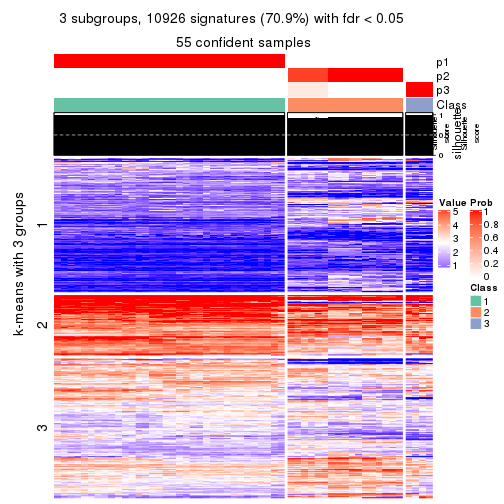 3 subgroups, 10926 signatures (70.9%) with fdr < 0.05
55 confident samples
p1
p2
p3
Class
1
0.5
0
silhouette
score
k-means with 3 groups
1
2
3
Value
5
4
3
2
1
Prob
1
0.8
0.6
0.4
0.2
0
Class
1
2
3